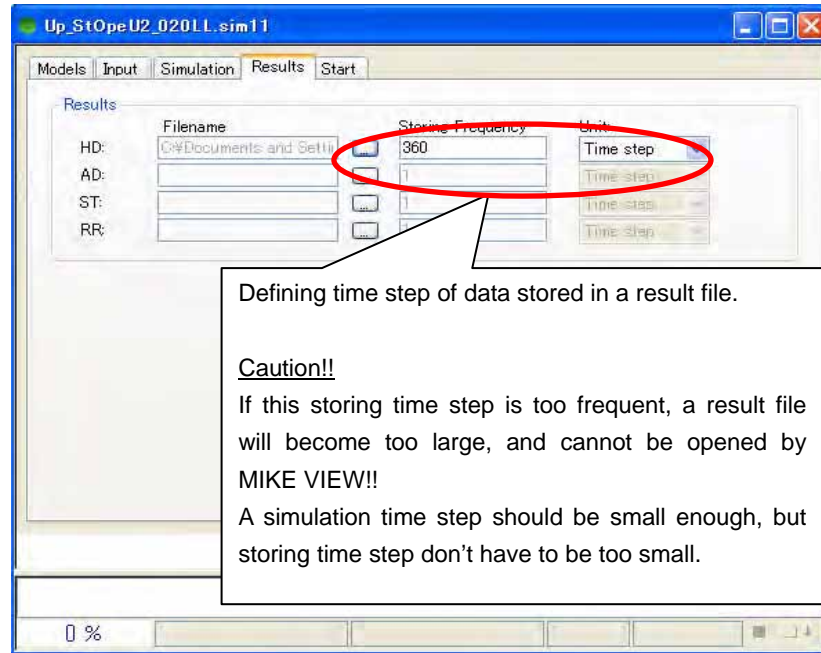 Up_StOpeU2_020LL.sim11
Models Input Simulation Results Start
Results
Filename Storing Frequency Unit:
HD: C:¥Documents and Setti ... 360 Time step
AD: ... 1 Time step
ST: ... 1 Time step
RR: ... Time step
Defining time step of data stored in a result file.
Caution!!
If this storing time step is too frequent, a result file
will become too large, and cannot be opened by
MIKE VIEW!!
A simulation time step should be small enough, but
storing time step don't have to be too small.
0 %